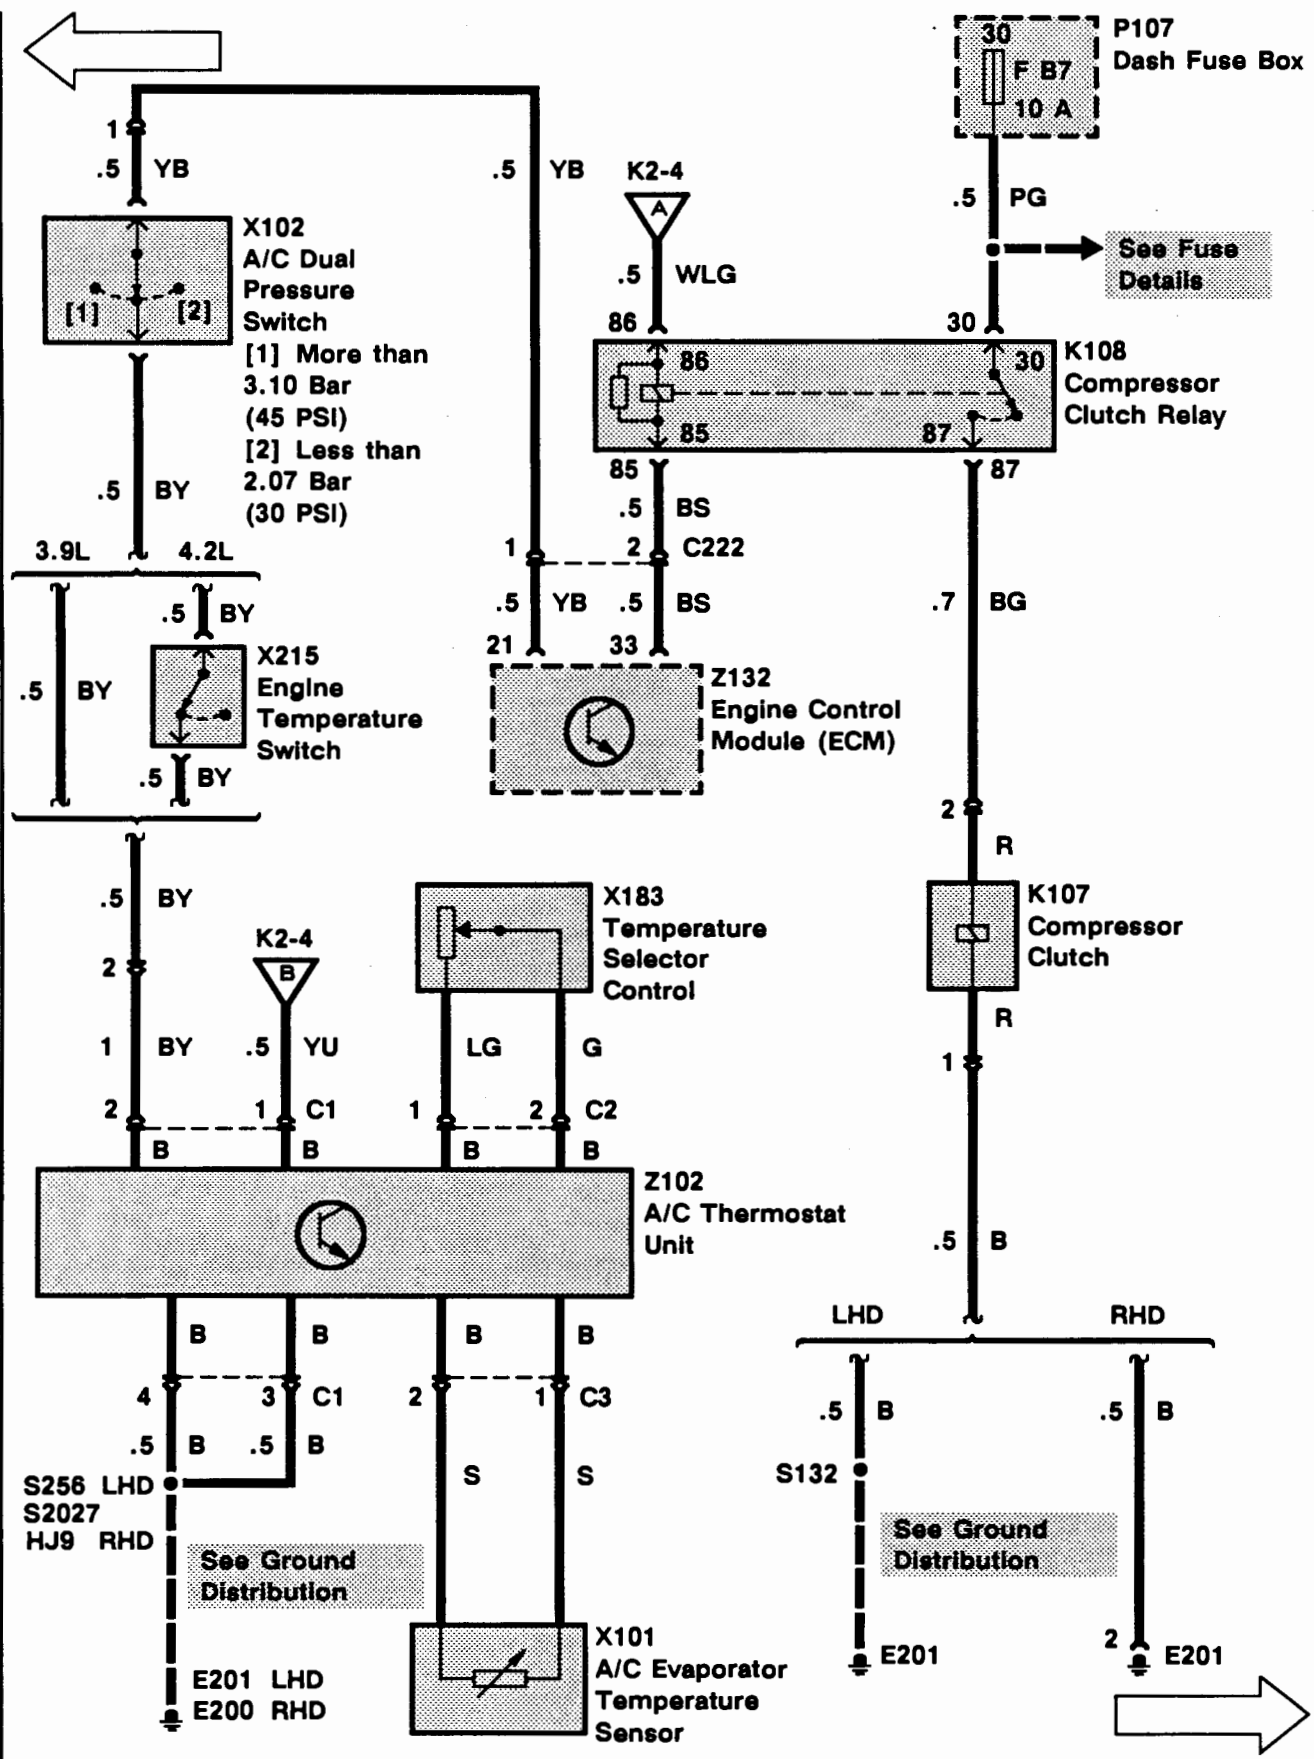 30
F B7
10 A
P107
Dash Fuse Box
1
.5 YB
.5 YB
K2-4
A
.5 PG
X102
A/C Dual
Pressure
Switch
[1] More than
3.10 Bar
(45 PSI)
[2] Less than
2.07 Bar
(30 PSI)
[1]
[2]
.5 WLG
See Fuse
Details
86
30
86
30
K108
Compressor
Clutch Relay
85
87
85
87
.5 BY
.5 BS
3.9L
4.2L
1
2 C222
.5 BY
.5 YB
.5 BS
.7 BG
21
33
X215
Engine
Temperature
Switch
.5 BY
.5 BY
Z132
Engine Control
Module (ECM)
2
R
.5 BY
K2-4
B
X183
Temperature
Selector
Control
K107
Compressor
Clutch
2
R
1 BY
.5 YU
LG
G
1
2
1 C1
1
2 C2
B
B
B
B
Z102
A/C Thermostat
Unit
.5 B
B
B
B
B
LHD
RHD
4
3 C1
2
1 C3
.5 B
.5 B
.5 B
.5 B
S256 LHD
S2027
HJ9 RHD
S
S
S132
See Ground
Distribution
See Ground
Distribution
X101
A/C Evaporator
Temperature
Sensor
E201 LHD
E200 RHD
E201
2
E201